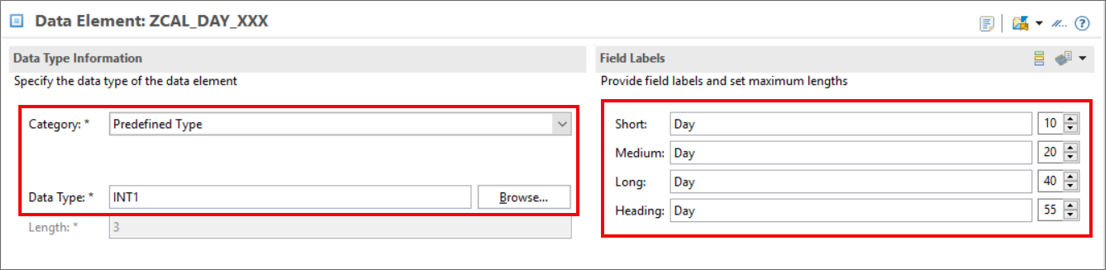 Data Element: ZCAL_DAY_XXX
Data Type Information
Specify the data type of the data element
Category: * Predefined Type
Data Type: * INT1 Browse...
Length: * 3
Field Labels
Provide field labels and set maximum lengths
Short: Day 10
Medium: Day 20
Long: Day 40
Heading: Day 55